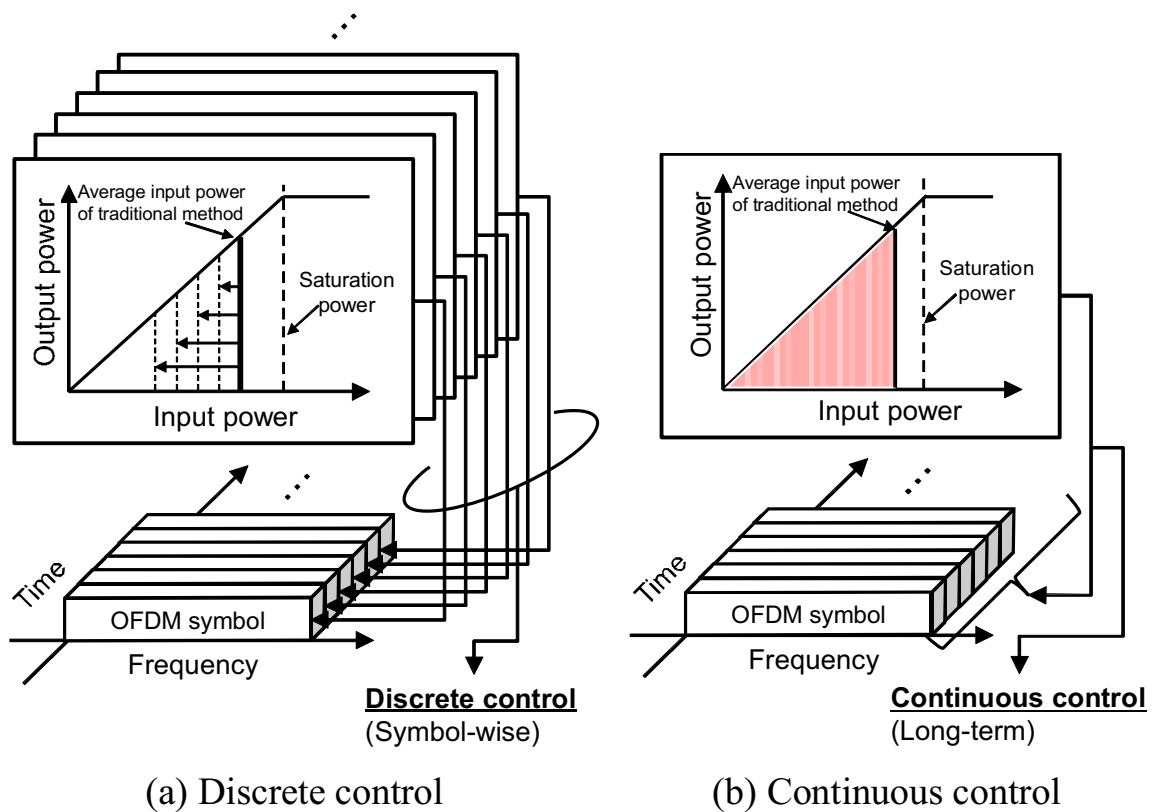 Average input power
of traditional method
Output power
Saturation
power
Input power
Time
OFDM symbol
Frequency
Discrete control
(Symbol-wise)
(a) Discrete control
Average input power
of traditional method
Output power
Saturation
power
Input power
Time
OFDM symbol
Frequency
Continuous control
(Long-term)
(b) Continuous control